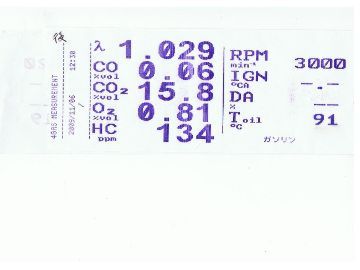 後
4GAS MEASUREMENT
2009/11/06 12:30
λ 1.029
CO %vol 0.06
CO₂ %vol 15.8
O₂ %vol 0.81
HC ppm 134
RPM min⁻¹ 3000
IGN °CA -.-
DA % --
Toil °C 91
ガソリン